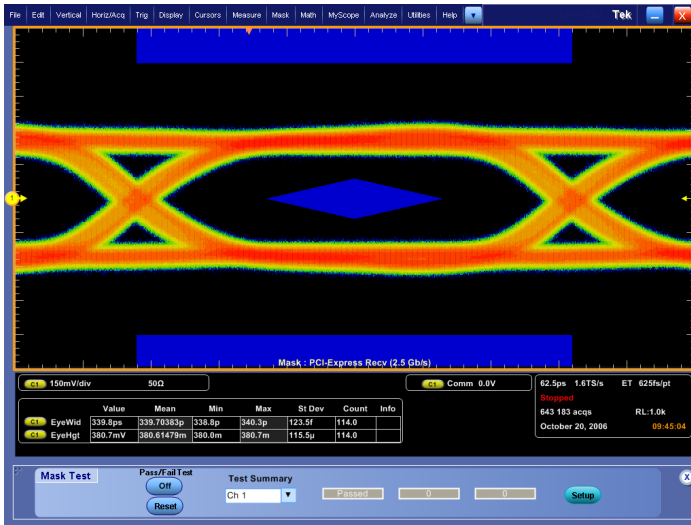 File Edit Vertical Horiz/Acq Trig Display Cursors Measure Mask Math MyScope Analyze Utilities Help Tek X
1
Mask : PCI-Express Recv (2.5 Gb/s)
C1 150mV/div 50Ω
C1 Comm 0.0V
62.5ps 1.6TS/s ET 625fs/pt
Stopped
643 183 acqs RL:1.0k
October 20, 2006 09:45:04
Value Mean Min Max St Dev Count Info
C1 EyeWid 339.8ps 339.70383p 338.8p 340.3p 123.5f 114.0
C1 EyeHgt 380.7mV 380.61479m 380.0m 380.7m 115.5µ 114.0
Mask Test
Pass/Fail Test
Off
Reset
Test Summary
Ch 1
Passed 0 0
Setup
X